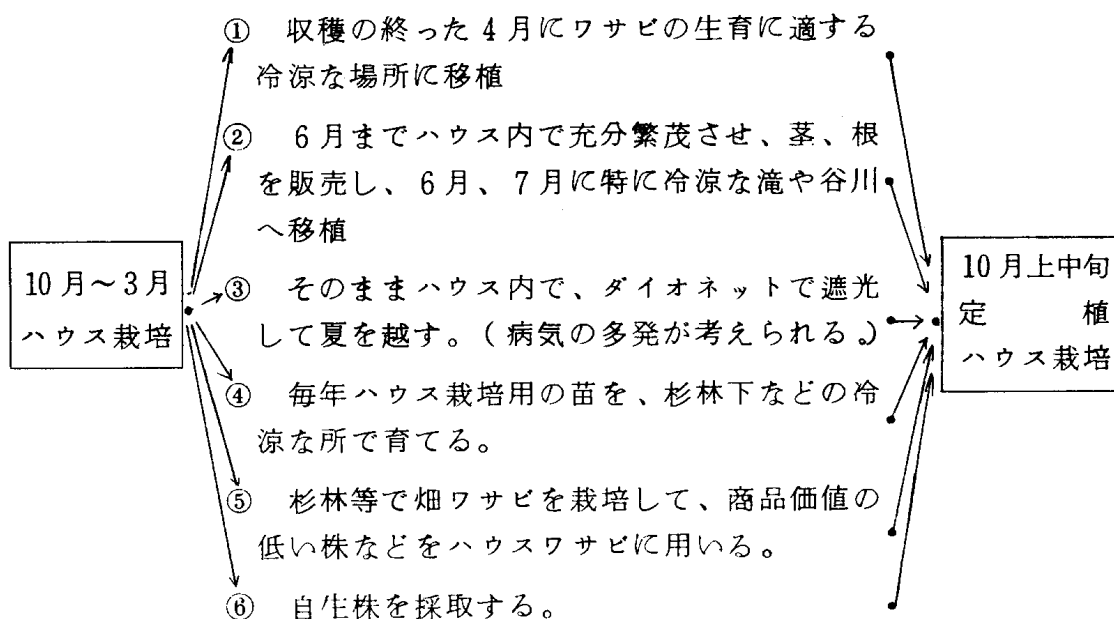 ① 収穫の終った4月にワサビの生育に適する
冷涼な場所に移植
② 6月までハウス内で充分繁茂させ、茎、根
を販売し、6月、7月に特に冷涼な滝や谷川
へ移植
10月～3月
ハウス栽培
③ そのままハウス内で、ダイオネットで遮光
して夏を越す。（病気の多発が考えられる。）
④ 毎年ハウス栽培用の苗を、杉林下などの冷
涼な所で育てる。
⑤ 杉林等で畑ワサビを栽培して、商品価値の
低い株などをハウスワサビに用いる。
⑥ 自生株を採取する。
10月上中旬
定植
ハウス栽培